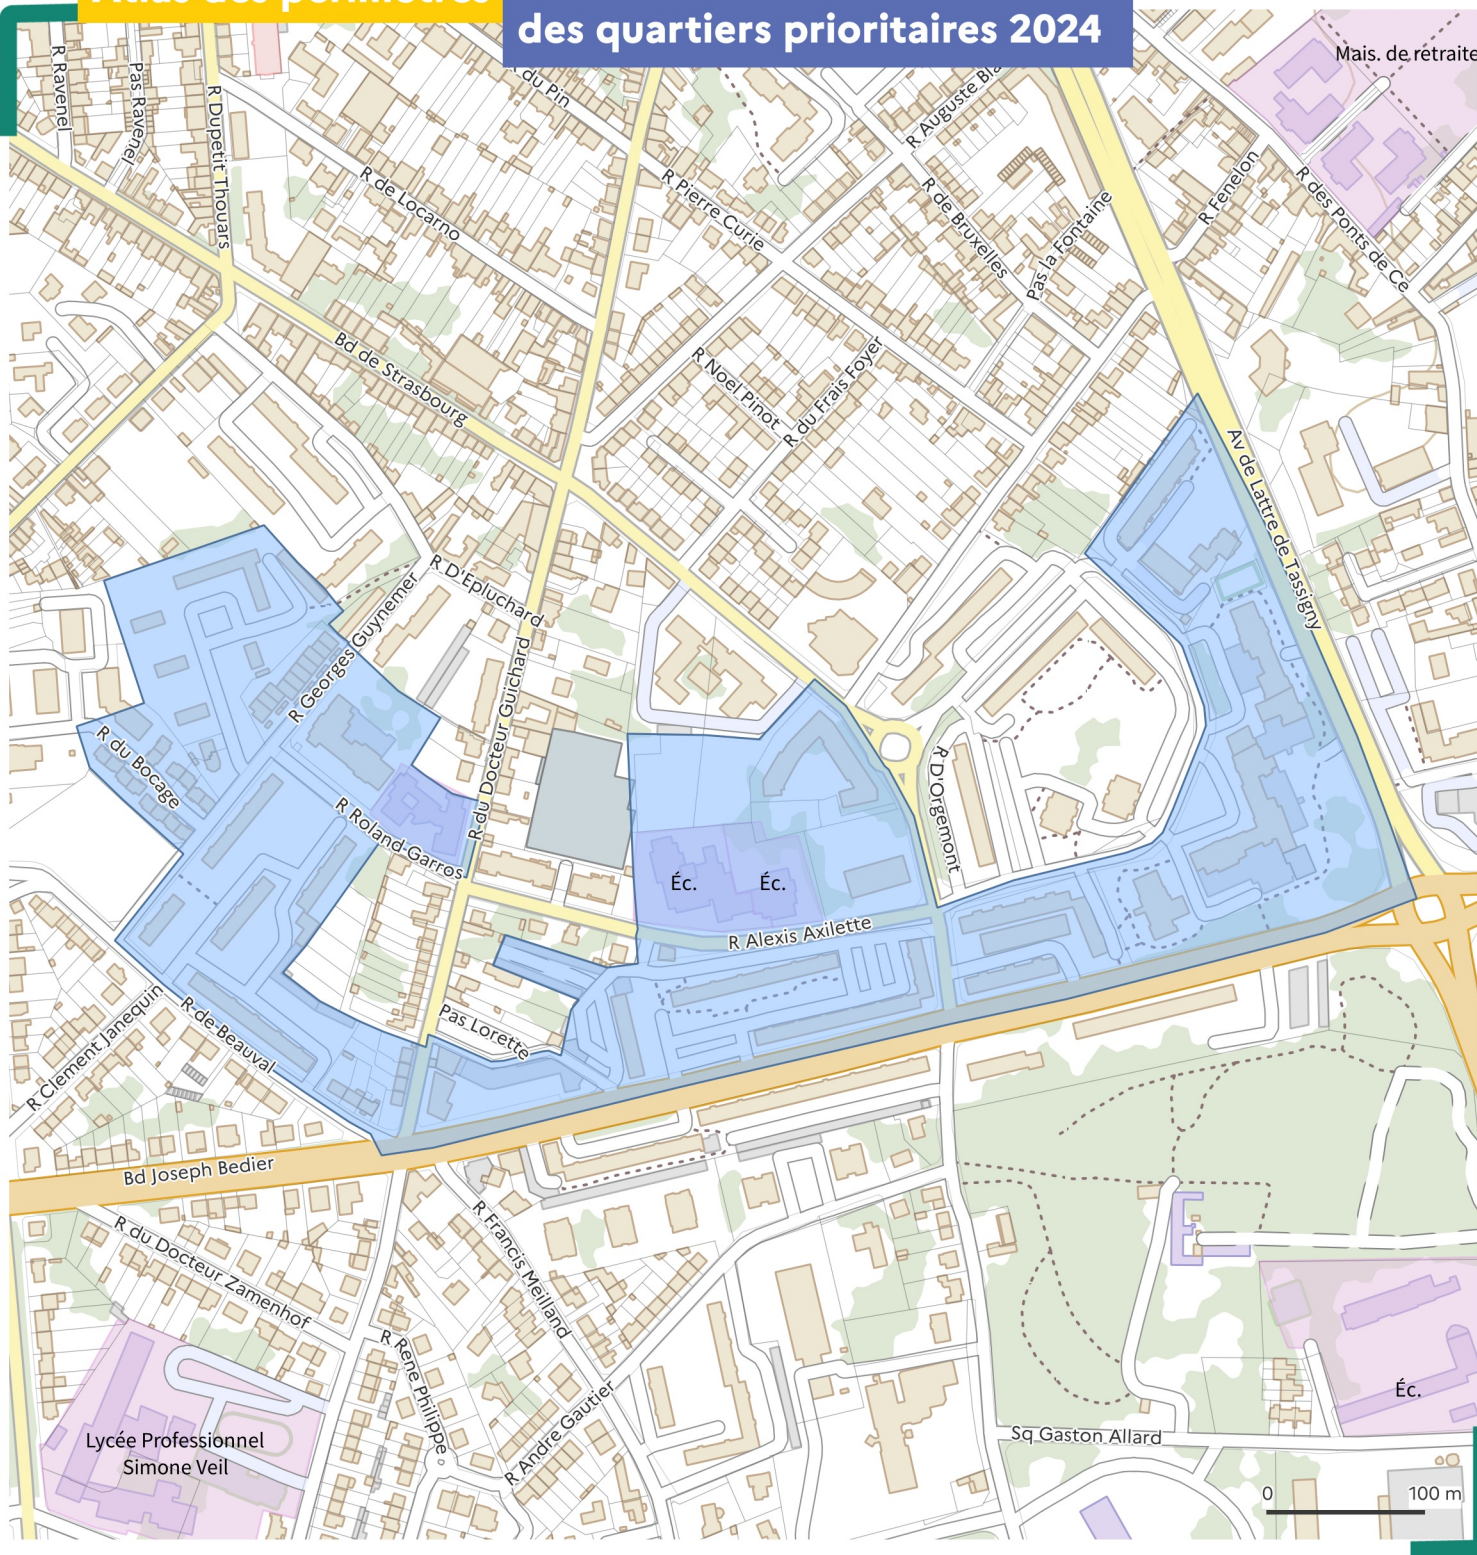 Atlas des périmètres
des quartiers prioritaires 2024
Mais. de retraite
R Ravenel
Pas Ravenel
R Dupetit Thouars
R du Pin
R Auguste
R de Locarno
R Pierre Curie
R de Bruxelles
Pas la Fontaine
R Fenelon
R des Ponts de Ce
Bd de Strasbourg
R Noel Pinot
R du Frais Foyer
Av de Lattre de Tassigny
R D'Epluchard
R Georges Guynemer
R du Docteur Guichard
R du Bocage
R Roland Garros
R D'Orgemont
Éc.
Éc.
R Alexis Axilette
Pas Lorette
R Clement Janequin
R de Beauval
Bd Joseph Bedier
R du Docteur Zamenhof
R Francis Meilland
R Rene Philippe
R Andre Gautier
Lycée Professionnel
Simone Veil
Sq Gaston Allard
Éc.
0 100 m